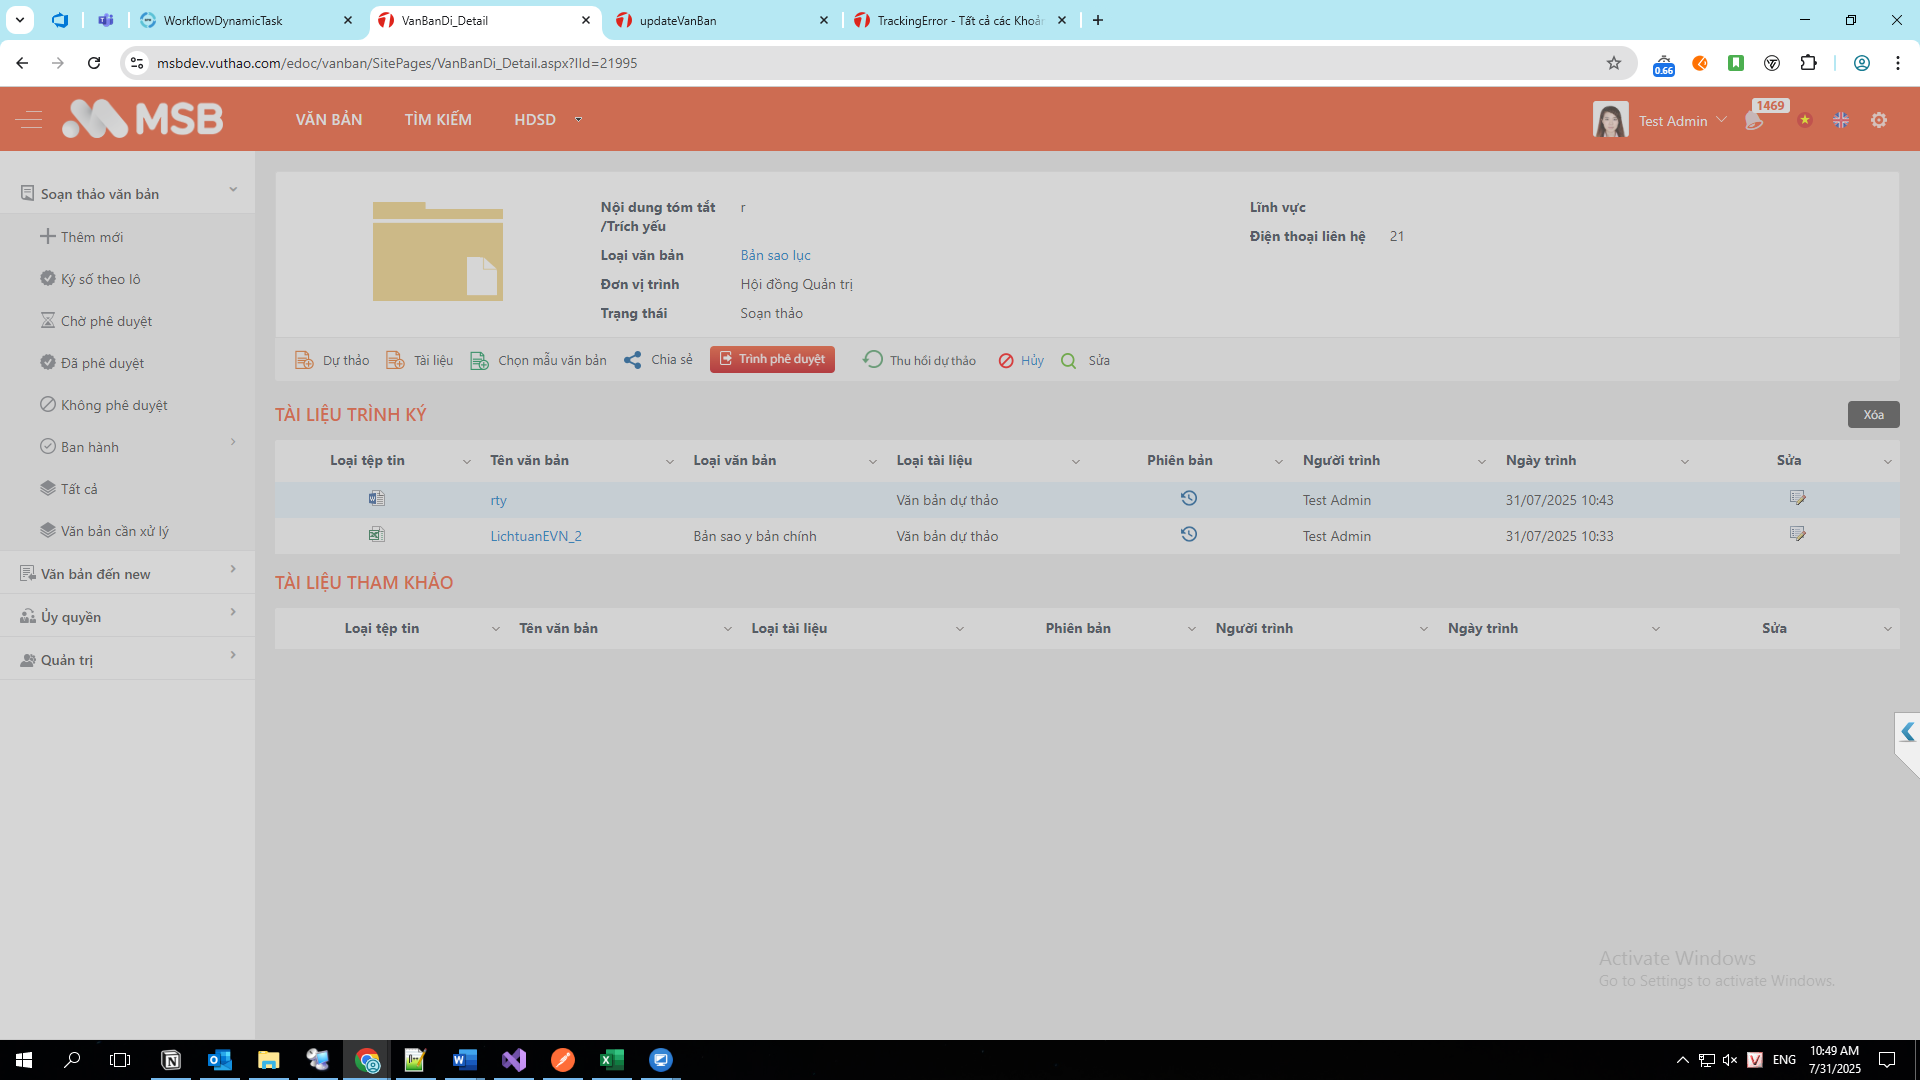 WorkflowDynamicTask
VanBanDi_Detail
updateVanBan
TrackingError - Tất cả các Khoản
msbdev.vuthao.com/edoc/vanban/SitePages/VanBanDi_Detail.aspx?IId=21995
0.66
MSB
VĂN BẢN
TÌM KIẾM
HDSD
Test Admin
1469
Soạn thảo văn bản
Thêm mới
Ký số theo lô
Chờ phê duyệt
Đã phê duyệt
Không phê duyệt
Ban hành
Tất cả
Văn bản cần xử lý
Văn bản đến new
Ủy quyền
Quản trị
Nội dung tóm tắt /Trích yếu
r
Loại văn bản
Bản sao lục
Đơn vị trình
Hội đồng Quản trị
Trạng thái
Soạn thảo
Lĩnh vực
Điện thoại liên hệ
21
Dự thảo
Tài liệu
Chọn mẫu văn bản
Chia sẻ
Trình phê duyệt
Thu hồi dự thảo
Hủy
Sửa
TÀI LIỆU TRÌNH KÝ
Xóa
Loại tệp tin
Tên văn bản
Loại văn bản
Loại tài liệu
Phiên bản
Người trình
Ngày trình
Sửa
rty
Văn bản dự thảo
Test Admin
31/07/2025 10:43
LichtuanEVN_2
Bản sao y bản chính
Văn bản dự thảo
Test Admin
31/07/2025 10:33
TÀI LIỆU THAM KHẢO
Loại tệp tin
Tên văn bản
Loại tài liệu
Phiên bản
Người trình
Ngày trình
Sửa
Activate Windows
Go to Settings to activate Windows.
ENG
10:49 AM
7/31/2025